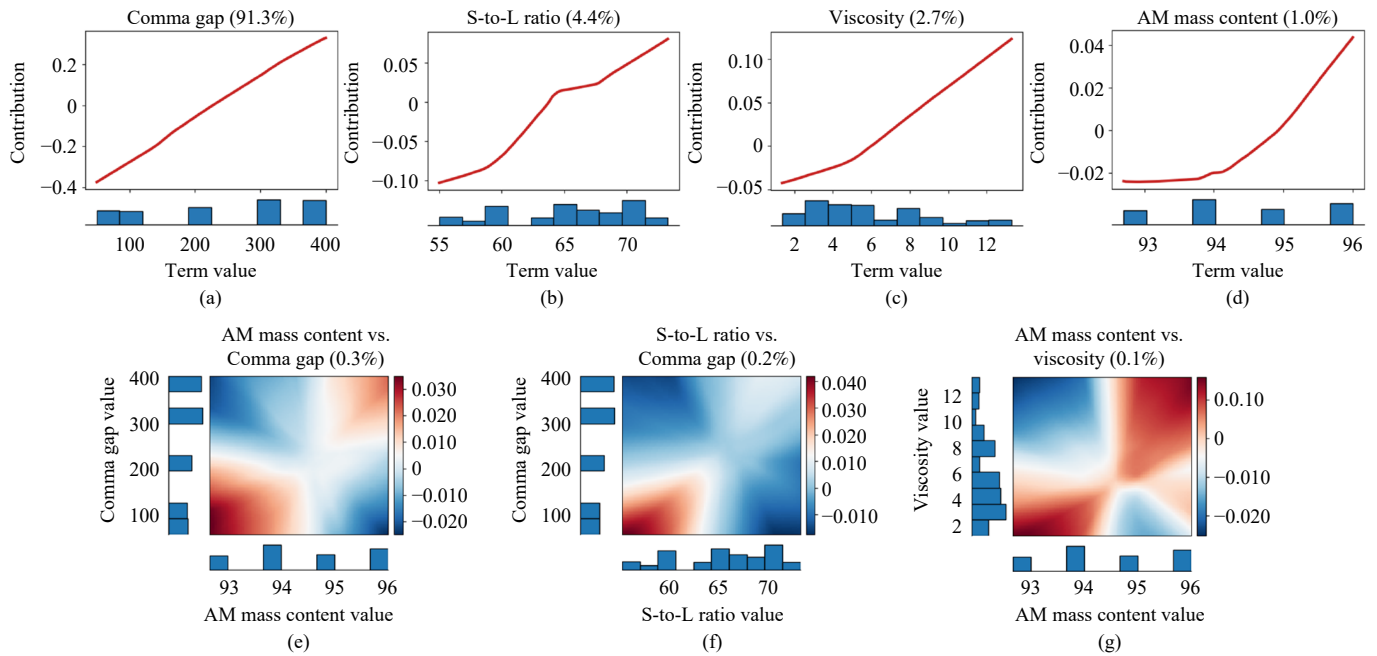 Comma gap (91.3%)
Contribution
0.2
0
−0.2
−0.4
100
200
300
400
Term value
(a)
S-to-L ratio (4.4%)
Contribution
0.05
0
−0.05
−0.10
55
60
65
70
Term value
(b)
Viscosity (2.7%)
Contribution
0.10
0.05
0
−0.05
2
4
6
8
10
12
Term value
(c)
AM mass content (1.0%)
Contribution
0.04
0.02
0
−0.02
93
94
95
96
Term value
(d)
AM mass content vs.
Comma gap (0.3%)
Comma gap value
400
300
200
100
0.030
0.020
0.010
0
−0.010
−0.020
93
94
95
96
AM mass content value
(e)
S-to-L ratio vs.
Comma gap (0.2%)
Comma gap value
400
300
200
100
0.040
0.030
0.020
0.010
0
−0.010
60
65
70
S-to-L ratio value
(f)
AM mass content vs.
viscosity (0.1%)
Viscosity value
12
10
8
6
4
2
0.10
0
−0.010
−0.020
93
94
95
96
AM mass content value
(g)